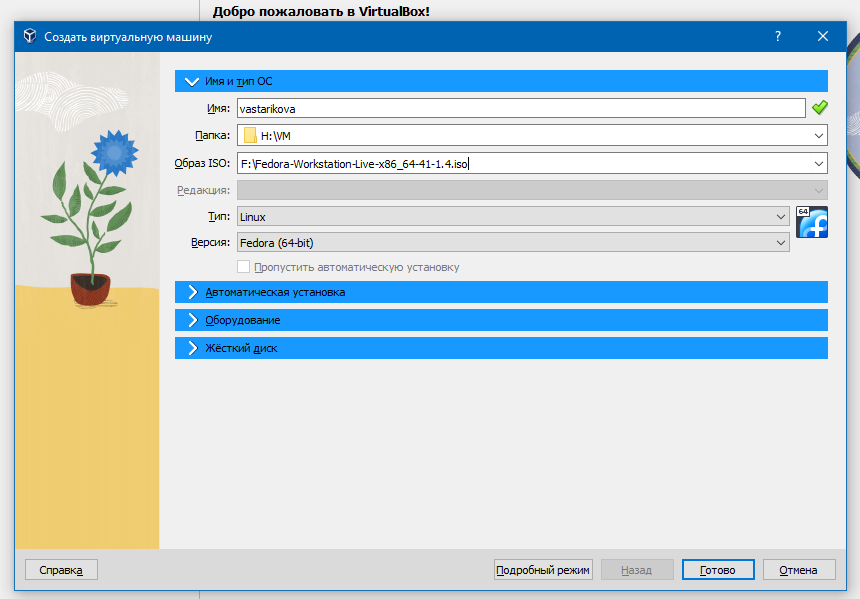 Добро пожаловать в VirtualBox!
Создать виртуальную машину
?
Имя и тип ОС
Имя: vastarikova
Папка: H:\VM
Образ ISO: F:\Fedora-Workstation-Live-x86_64-41-1.4.iso
Редакция:
Тип: Linux
64
Версия: Fedora (64-bit)
Пропустить автоматическую установку
Автоматическая установка
Оборудование
Жёсткий диск
Справка Подробный режим Назад Готово Отмена